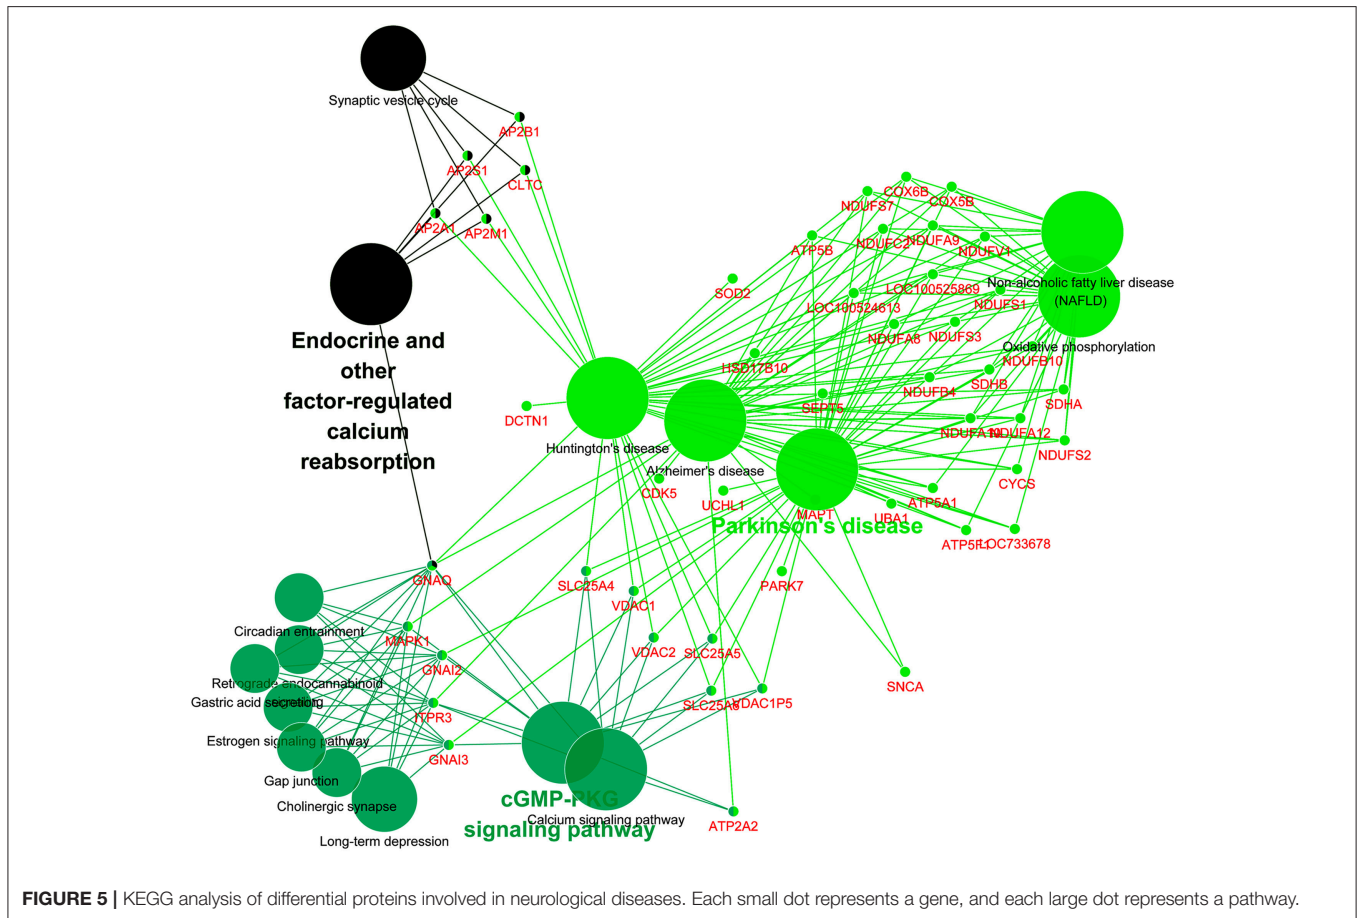 Synaptic vesicle cycle
AP2B1
AP2S1
CLTC
AP2A1
AP2M1
Endocrine and
other
factor-regulated
calcium
reabsorption
COX6B
COX5B
NDUFS7
NDUFC2
NDUFA9
NDUFV1
ATP5B
LOC100525869
Non-alcoholic fatty liver disease
(NAFLD)
SOD2
LOC100524613
NDUFS1
NDUFA8
NDUFS3
Oxidative phosphorylation
NDUFB10
HSD17B10
SDHB
NDUFB4
SDHA
SEPT5
DCTN1
NDUFA10
NDUFA12
Huntington's disease
NDUFS2
Alzheimer's disease
CDK5
UCHL1
CYCS
ATP5A1
UBA1
MAPT
Parkinson's disease
ATP5F1
LOC733678
GNAQ
SLC25A4
PARK7
VDAC1
Circadian entrainment
MAPK1
VDAC2
SLC25A5
GNAI2
Retrograde endocannabinoid
signaling
Gastric acid secretion
SNCA
SLC25A6
VDAC1P5
ITPR3
Estrogen signaling pathway
GNAI3
Gap junction
Cholinergic synapse
cGMP-PKG
signaling pathway
Calcium signaling pathway
ATP2A2
Long-term depression
FIGURE 5 | KEGG analysis of differential proteins involved in neurological diseases. Each small dot represents a gene, and each large dot represents a pathway.